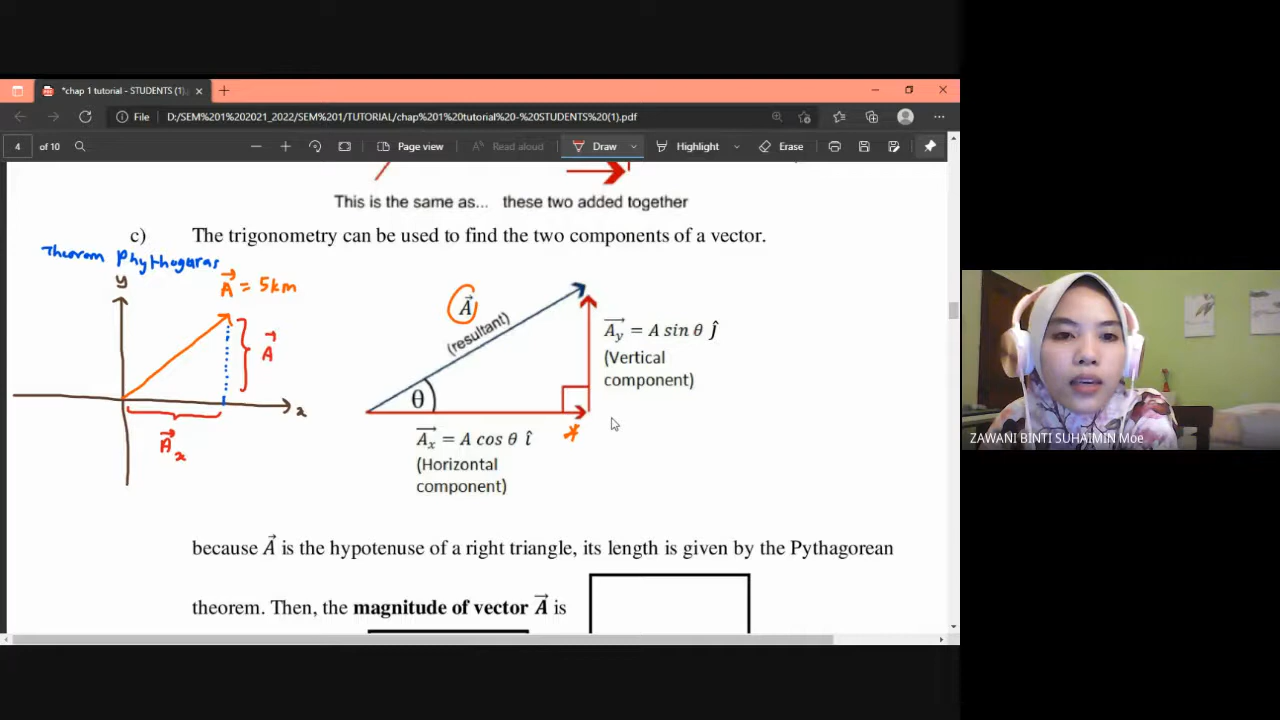 *chap 1 tutorial - STUDENTS (1).
File
D:/SEM%201%202021_2022/SEM%201/TUTORIAL/chap%201%20tutorial%20-%20STUDENTS%20(1).pdf
4 of 10
Page view
Read aloud
Draw
Highlight
Erase
This is the same as... these two added together
c) The trigonometry can be used to find the two components of a vector.
Theorem Phythogaras
y
A⃗ = 5km
A⃗
x
A⃗x
A⃗
(resultant)
θ
A⃗y = A sin θ ĵ
(Vertical
component)
A⃗x = A cos θ î
(Horizontal
component)
*
because A⃗ is the hypotenuse of a right triangle, its length is given by the Pythagorean
theorem. Then, the magnitude of vector A⃗ is
ZAWANI BINTI SUHAIMIN Moe